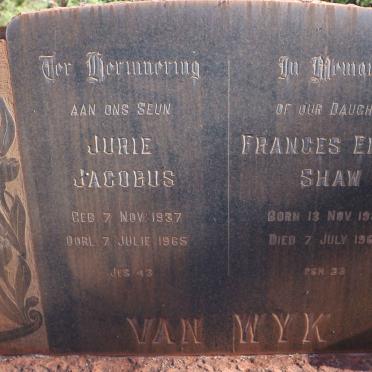 Ter Herinnering
AAN ONS SEUN
JURIE
JACOBUS
GEB 7 NOV 1937
OORL 7 JULIE 1965
JES 43
In
OF OUR
FRANCES
SHAW
BORN 13 NOV
DIED 7 JULY
33
VAN WYK